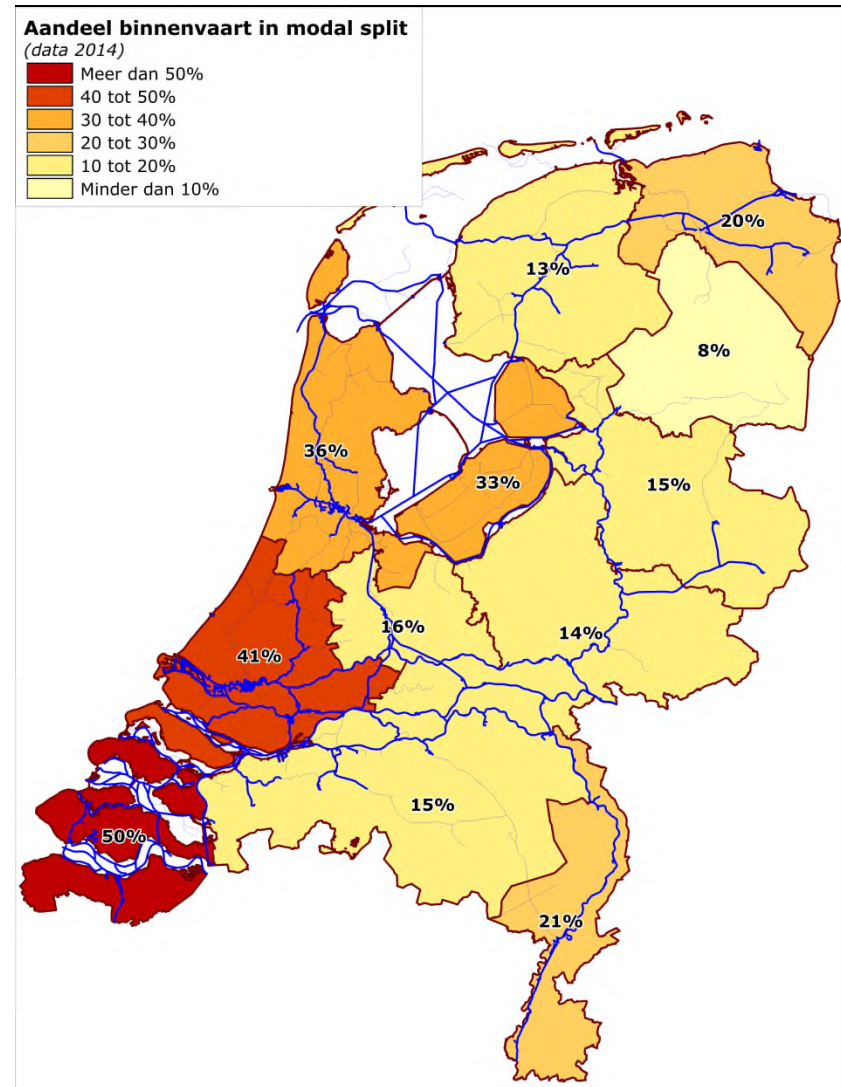 Aandeel binnenvaart in modal split
(data 2014)
Meer dan 50%
40 tot 50%
30 tot 40%
20 tot 30%
10 tot 20%
Minder dan 10%
20%
13%
8%
36%
33%
15%
16%
14%
41%
15%
50%
21%